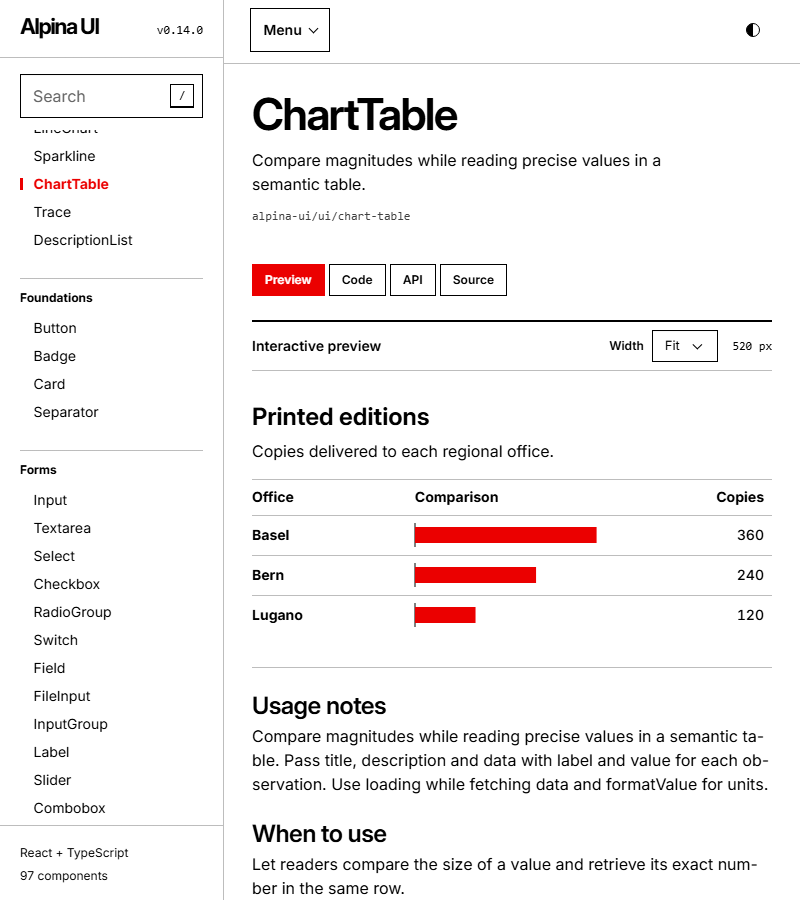 Alpina UI
v0.14.0
Search
/
LineChart
Sparkline
ChartTable
Trace
DescriptionList
Foundations
Button
Badge
Card
Separator
Forms
Input
Textarea
Select
Checkbox
RadioGroup
Switch
Field
FileInput
InputGroup
Label
Slider
Combobox
React + TypeScript
97 components
Menu
ChartTable
Compare magnitudes while reading precise values in a
semantic table.
alpina-ui/ui/chart-table
Preview
Code
API
Source
Interactive preview
Width
Fit
520 px
Printed editions
Copies delivered to each regional office.
Office Comparison Copies
Basel 360
Bern 240
Lugano 120
Usage notes
Compare magnitudes while reading precise values in a semantic ta-
ble. Pass title, description and data with label and value for each ob-
servation. Use loading while fetching data and formatValue for units.
When to use
Let readers compare the size of a value and retrieve its exact num-
ber in the same row.